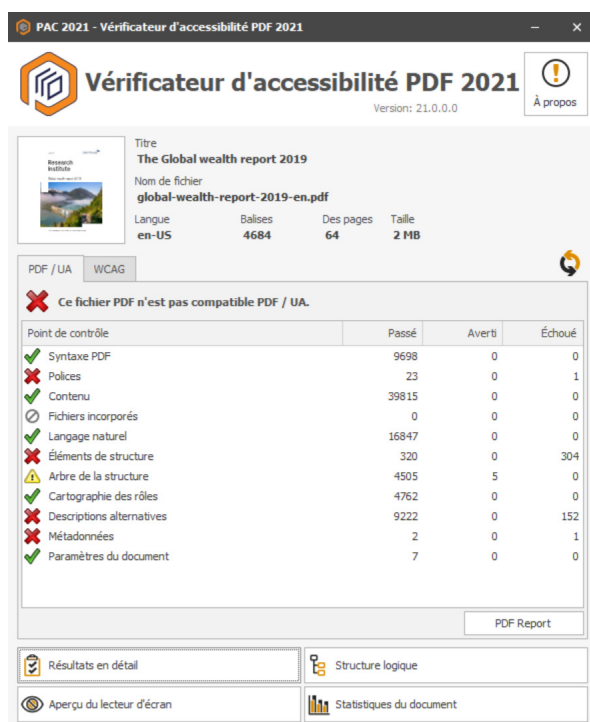 PAC 2021 - Vérificateur d'accessibilité PDF 2021
Vérificateur d'accessibilité PDF 2021
Version: 21.0.0.0
À propos
Research
Institute
Titre
The Global wealth report 2019
Nom de fichier
global-wealth-report-2019-en.pdf
Langue Balises Des pages Taille
en-US 4684 64 2 MB
PDF / UA WCAG
Ce fichier PDF n'est pas compatible PDF / UA.
Point de contrôle Passé Averti Échoué
Syntaxe PDF 9698 0 0
Polices 23 0 1
Contenu 39815 0 0
Fichiers incorporés 0 0 0
Langage naturel 16847 0 0
Éléments de structure 320 0 304
Arbre de la structure 4505 5 0
Cartographie des rôles 4762 0 0
Descriptions alternatives 9222 0 152
Métadonnées 2 0 1
Paramètres du document 7 0 0
PDF Report
Résultats en détail
Structure logique
Aperçu du lecteur d'écran
Statistiques du document